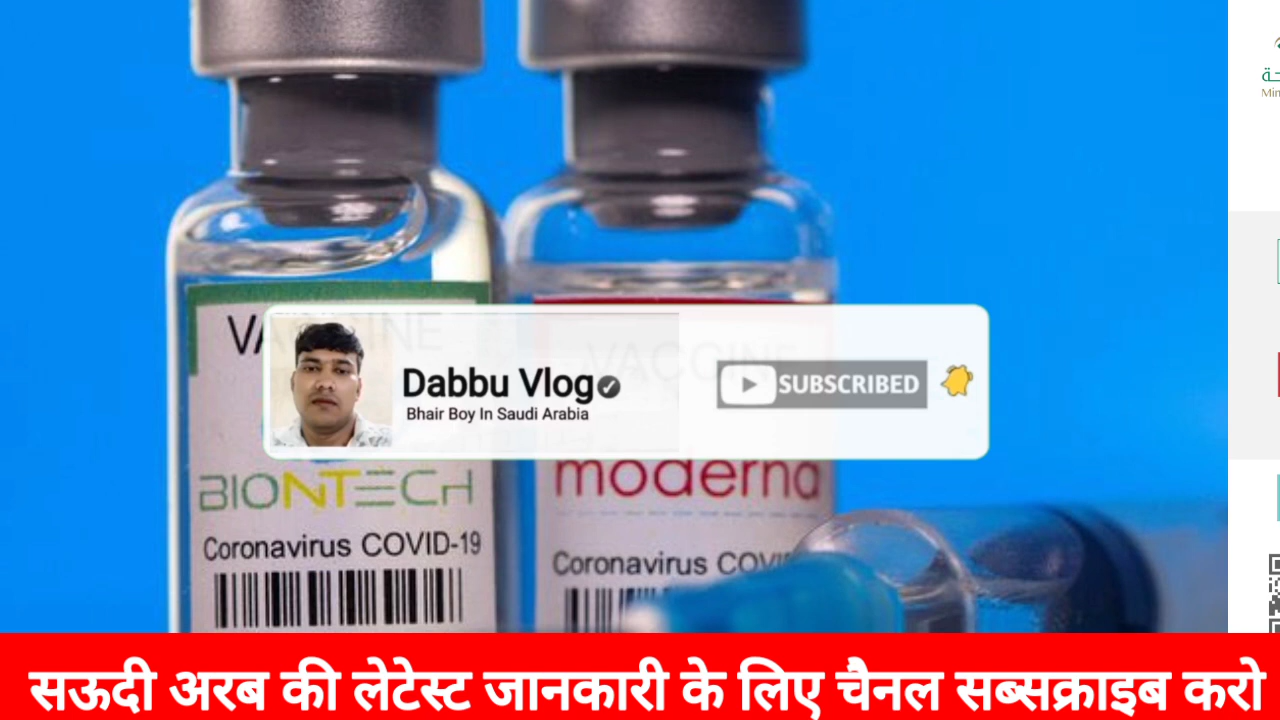 VACCINE
VACCINE
Dabbu Vlog
Bhair Boy In Saudi Arabia
SUBSCRIBED
BIONTECH
moderna
Coronavirus COVID-19
Coronavirus
सऊदी अरब की लेटेस्ट जानकारी के लिए चैनल सब्सक्राइब करो